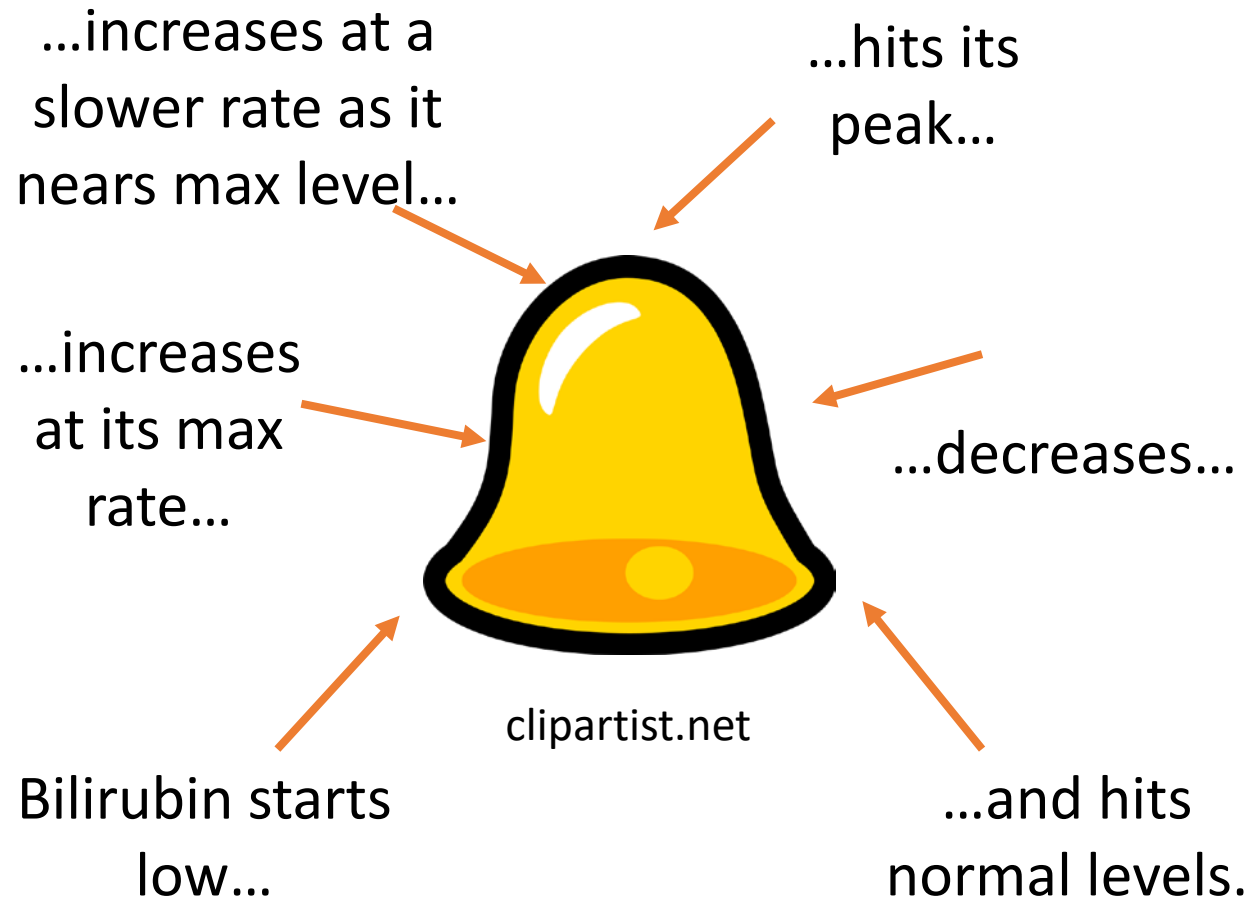 Bilirubin starts
low…
…increases
at its max
rate…
…increases at a
slower rate as it
nears max level…
…hits its
peak…
…decreases…
…and hits
normal levels.
clipartist.net